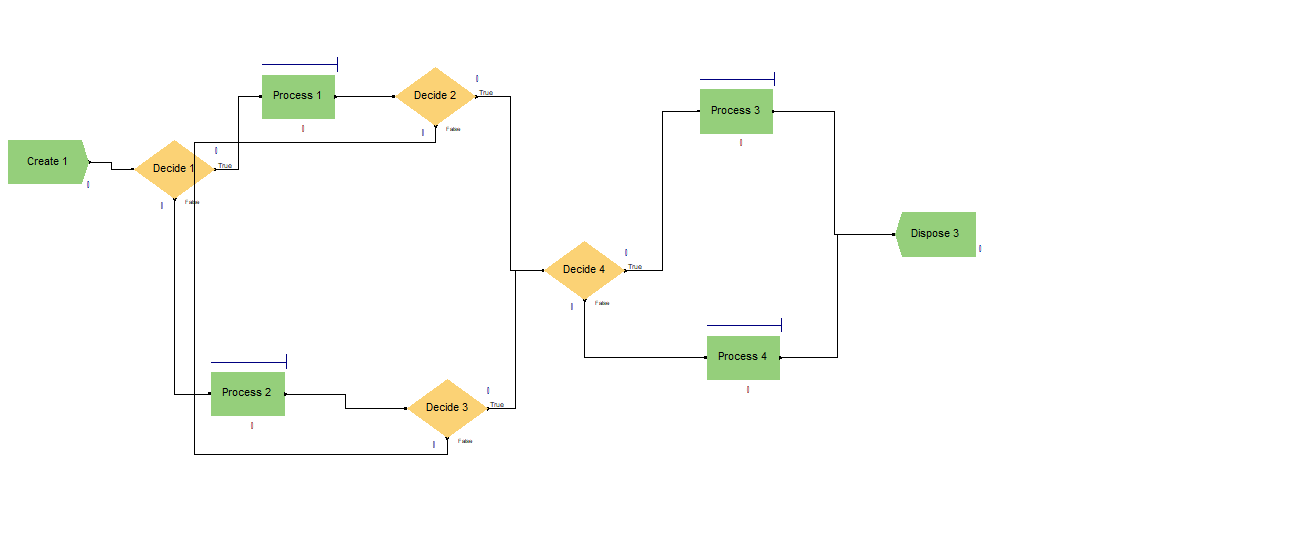 Process 1
Decide 2
True
False
Process 3
Create 1
Decide 1
True
False
Dispose 3
Decide 4
True
False
Process 4
Process 2
Decide 3
True
False